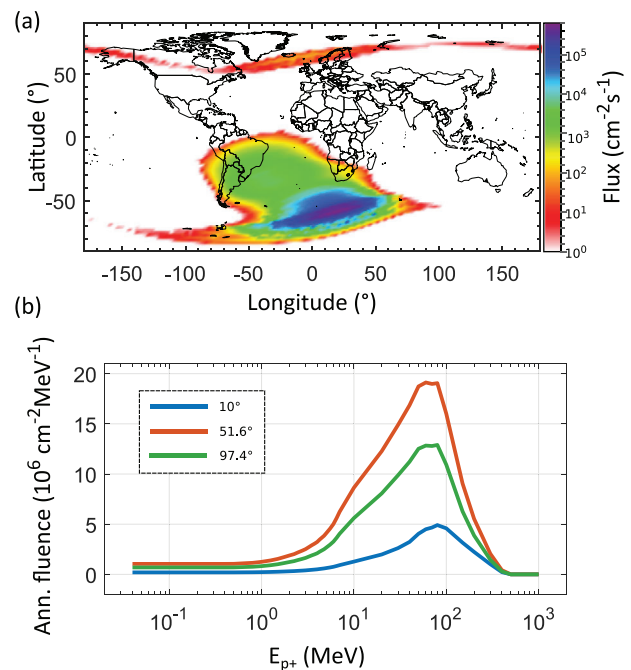 (a)
50
0
-50
Latitude (°)
-150 -100 -50 0 50 100 150
Longitude (°)
10⁵
10⁴
10³
10²
10¹
10⁰
Flux (cm⁻²s⁻¹)
(b)
20
15
10
5
0
Ann. fluence (10⁶ cm⁻²MeV⁻¹)
10°
51.6°
97.4°
10⁻¹ 10⁰ 10¹ 10² 10³
Eₚ₊ (MeV)